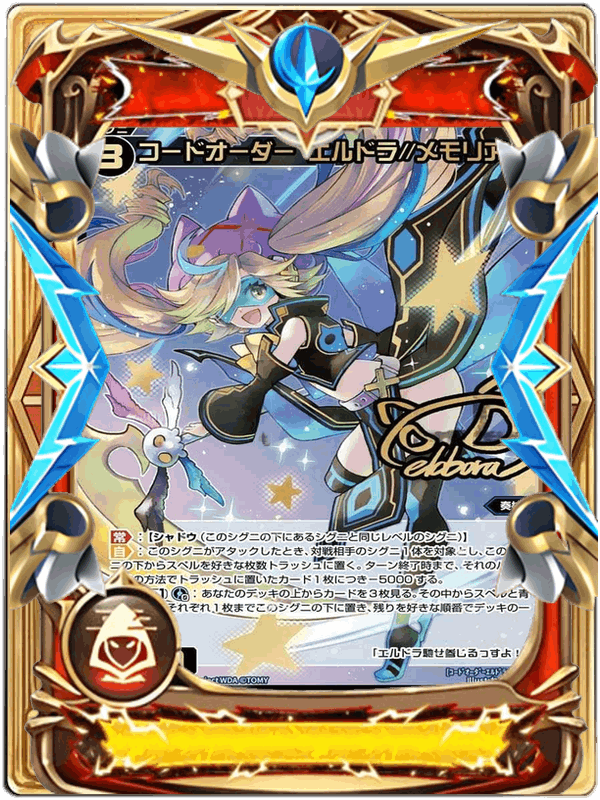 3
コードオーダー エルドラ//メモリア
eldora
奏
常：【シャドウ（このシグニの下にあるシグニと同じレベルのシグニ）】
自：このシグニがアタックしたとき、対戦相手のシグニ１体を対象とし、この
ニの下からスペルを好きな枚数トラッシュに置く。ターン終了時まで、それの
の方法でトラッシュに置いたカード１枚につき－5000する。
：あなたのデッキの上からカードを３枚見る。その中からスペルと青
それぞれ１枚までこのシグニの下に置き、残りを好きな順番でデッキの一
「エルドラ馳せ参じるっすよ！
ject WDA ©TOMY